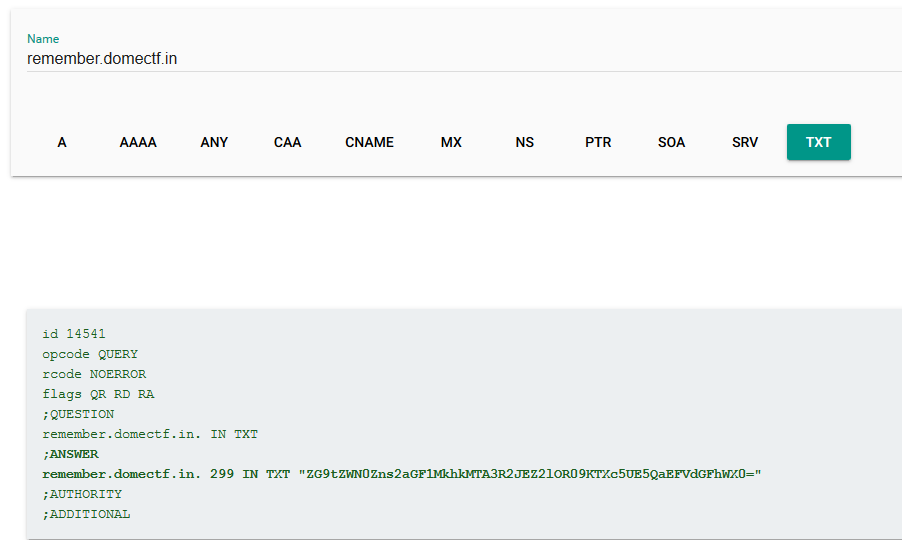 Name
remember.domectf.in
A AAAA ANY CAA CNAME MX NS PTR SOA SRV TXT
id 14541
opcode QUERY
rcode NOERROR
flags QR RD RA
;QUESTION
remember.domectf.in. IN TXT
;ANSWER
remember.domectf.in. 299 IN TXT "ZG9tZWN0Zns2aGF1MkhkMTA3R2JEZ2lOR09KTXc5UE5QaEFVdGFhWX0="
;AUTHORITY
;ADDITIONAL